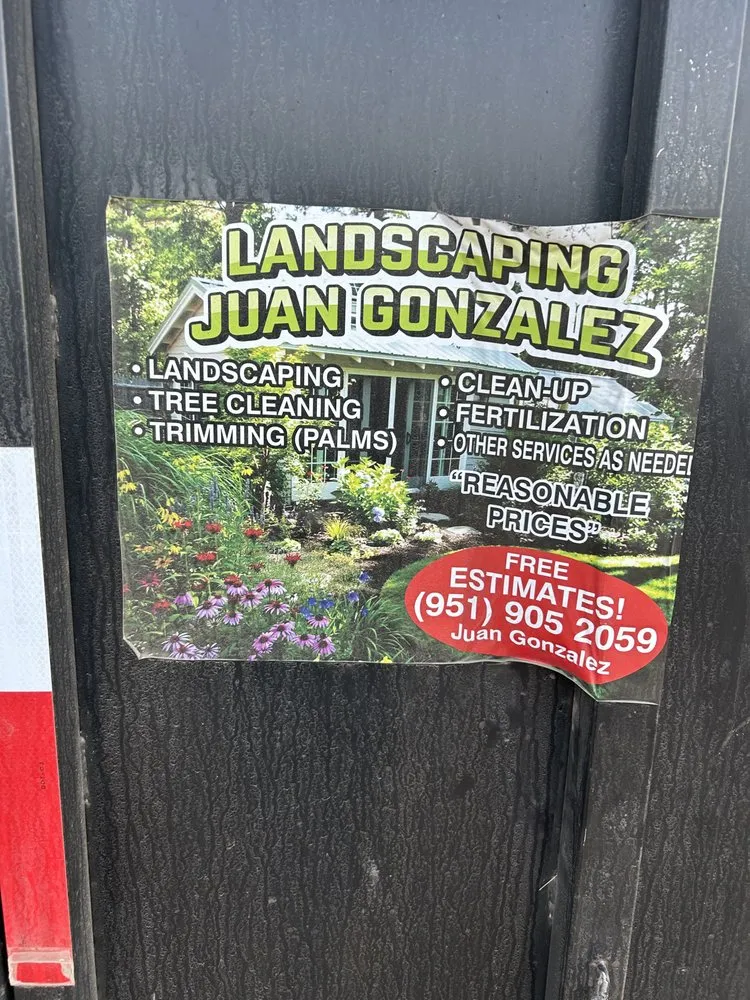 LANDSCAPING
JUAN GONZALEZ
• LANDSCAPING
• TREE CLEANING
• TRIMMING (PALMS)
• CLEAN-UP
• FERTILIZATION
• OTHER SERVICES AS NEEDED
“REASONABLE
PRICES”
FREE
ESTIMATES!
(951) 905 2059
Juan Gonzalez